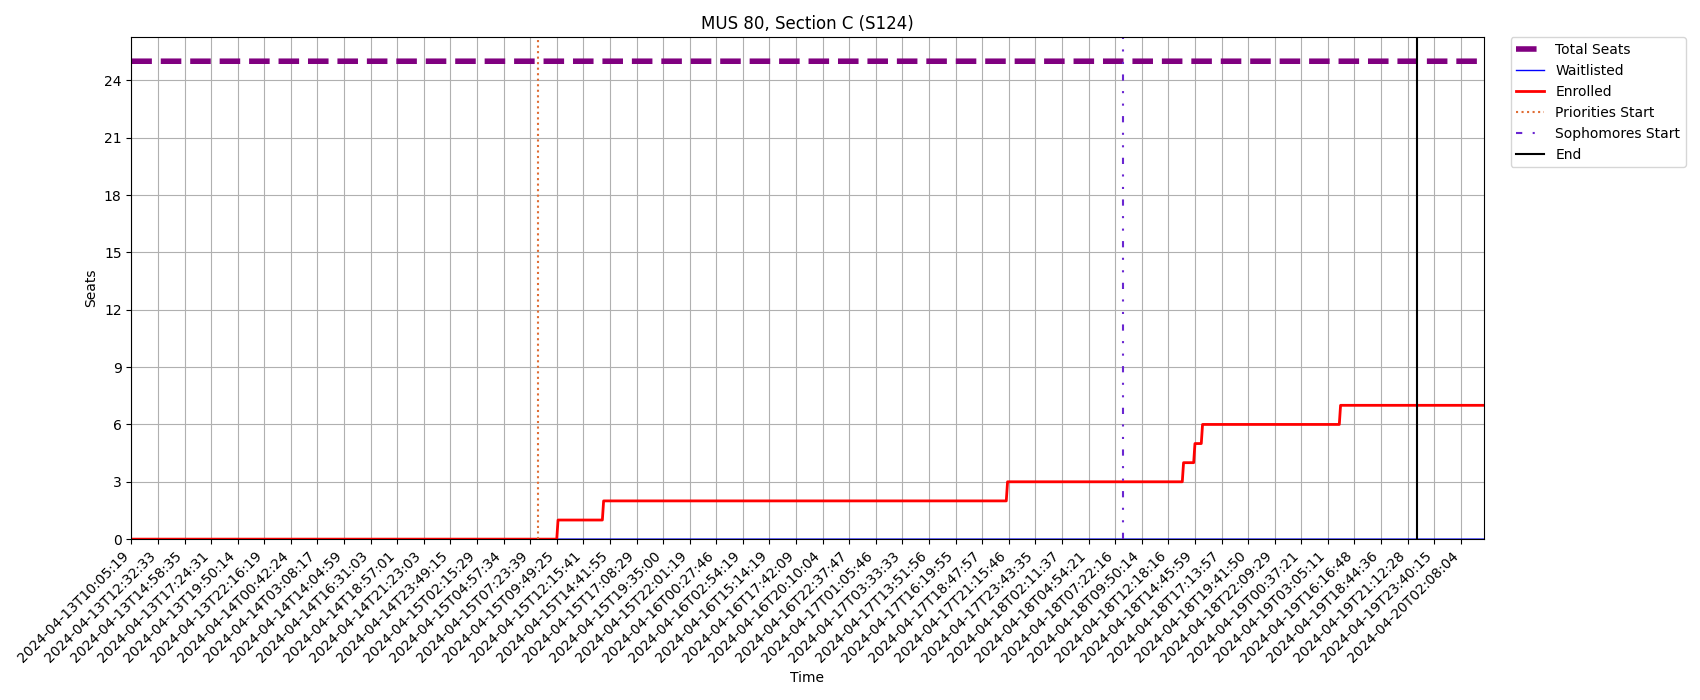 MUS 80, Section C (S124)
Total Seats
Waitlisted
Enrolled
Priorities Start
Sophomores Start
End
Seats
24
21
18
15
12
9
6
3
0
2024-04-13T10:05:19
2024-04-13T12:32:33
2024-04-13T14:58:35
2024-04-13T17:24:31
2024-04-13T19:50:14
2024-04-13T22:16:19
2024-04-14T00:42:24
2024-04-14T03:08:17
2024-04-14T14:04:59
2024-04-14T16:31:03
2024-04-14T18:57:01
2024-04-14T21:23:03
2024-04-14T23:49:15
2024-04-15T02:15:29
2024-04-15T04:57:34
2024-04-15T07:23:39
2024-04-15T09:49:25
2024-04-15T12:15:41
2024-04-15T14:41:55
2024-04-15T17:08:29
2024-04-15T19:35:00
2024-04-15T22:01:19
2024-04-16T00:27:46
2024-04-16T02:54:19
2024-04-16T15:14:19
2024-04-16T17:42:09
2024-04-16T20:10:04
2024-04-16T22:37:47
2024-04-17T01:05:46
2024-04-17T03:33:33
2024-04-17T13:51:56
2024-04-17T16:19:55
2024-04-17T18:47:57
2024-04-17T21:15:46
2024-04-17T23:43:35
2024-04-18T02:11:37
2024-04-18T04:54:21
2024-04-18T07:22:16
2024-04-18T09:50:14
2024-04-18T12:18:16
2024-04-18T14:45:59
2024-04-18T17:13:57
2024-04-18T19:41:50
2024-04-18T22:09:29
2024-04-19T00:37:21
2024-04-19T03:05:11
2024-04-19T16:16:48
2024-04-19T18:44:36
2024-04-19T21:12:28
2024-04-19T23:40:15
2024-04-20T02:08:04
Time